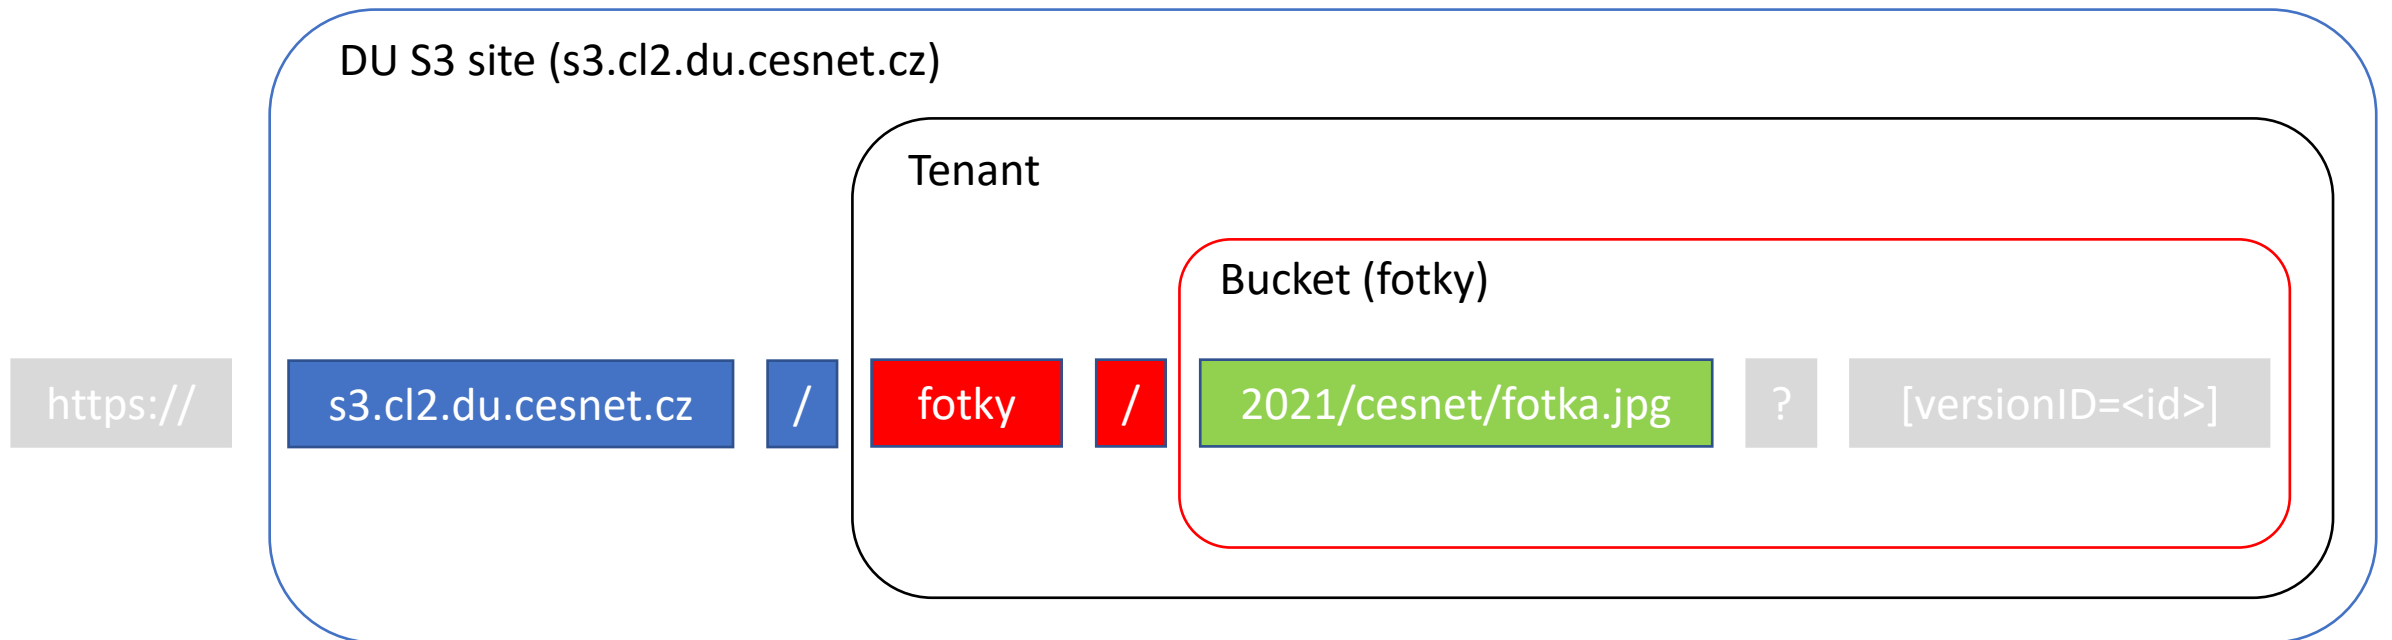 DU S3 site (s3.cl2.du.cesnet.cz)
Tenant
Bucket (fotky)
https:// s3.cl2.du.cesnet.cz / fotky / 2021/cesnet/fotka.jpg ? [versionID=<id>]